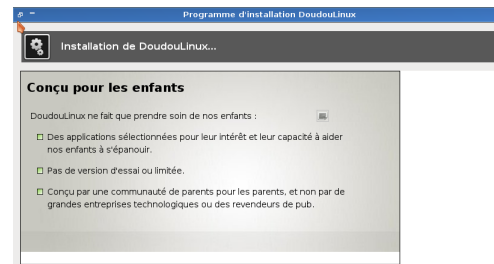 Programme d'installation DoudouLinux
Installation de DoudouLinux...
Conçu pour les enfants
DoudouLinux ne fait que prendre soin de nos enfants :
Des applications sélectionnées pour leur intérêt et leur capacité à aider
nos enfants à s'épanouir.
Pas de version d'essai ou limitée.
Conçu par une communauté de parents pour les parents, et non par de
grandes entreprises technologiques ou des revendeurs de pub.